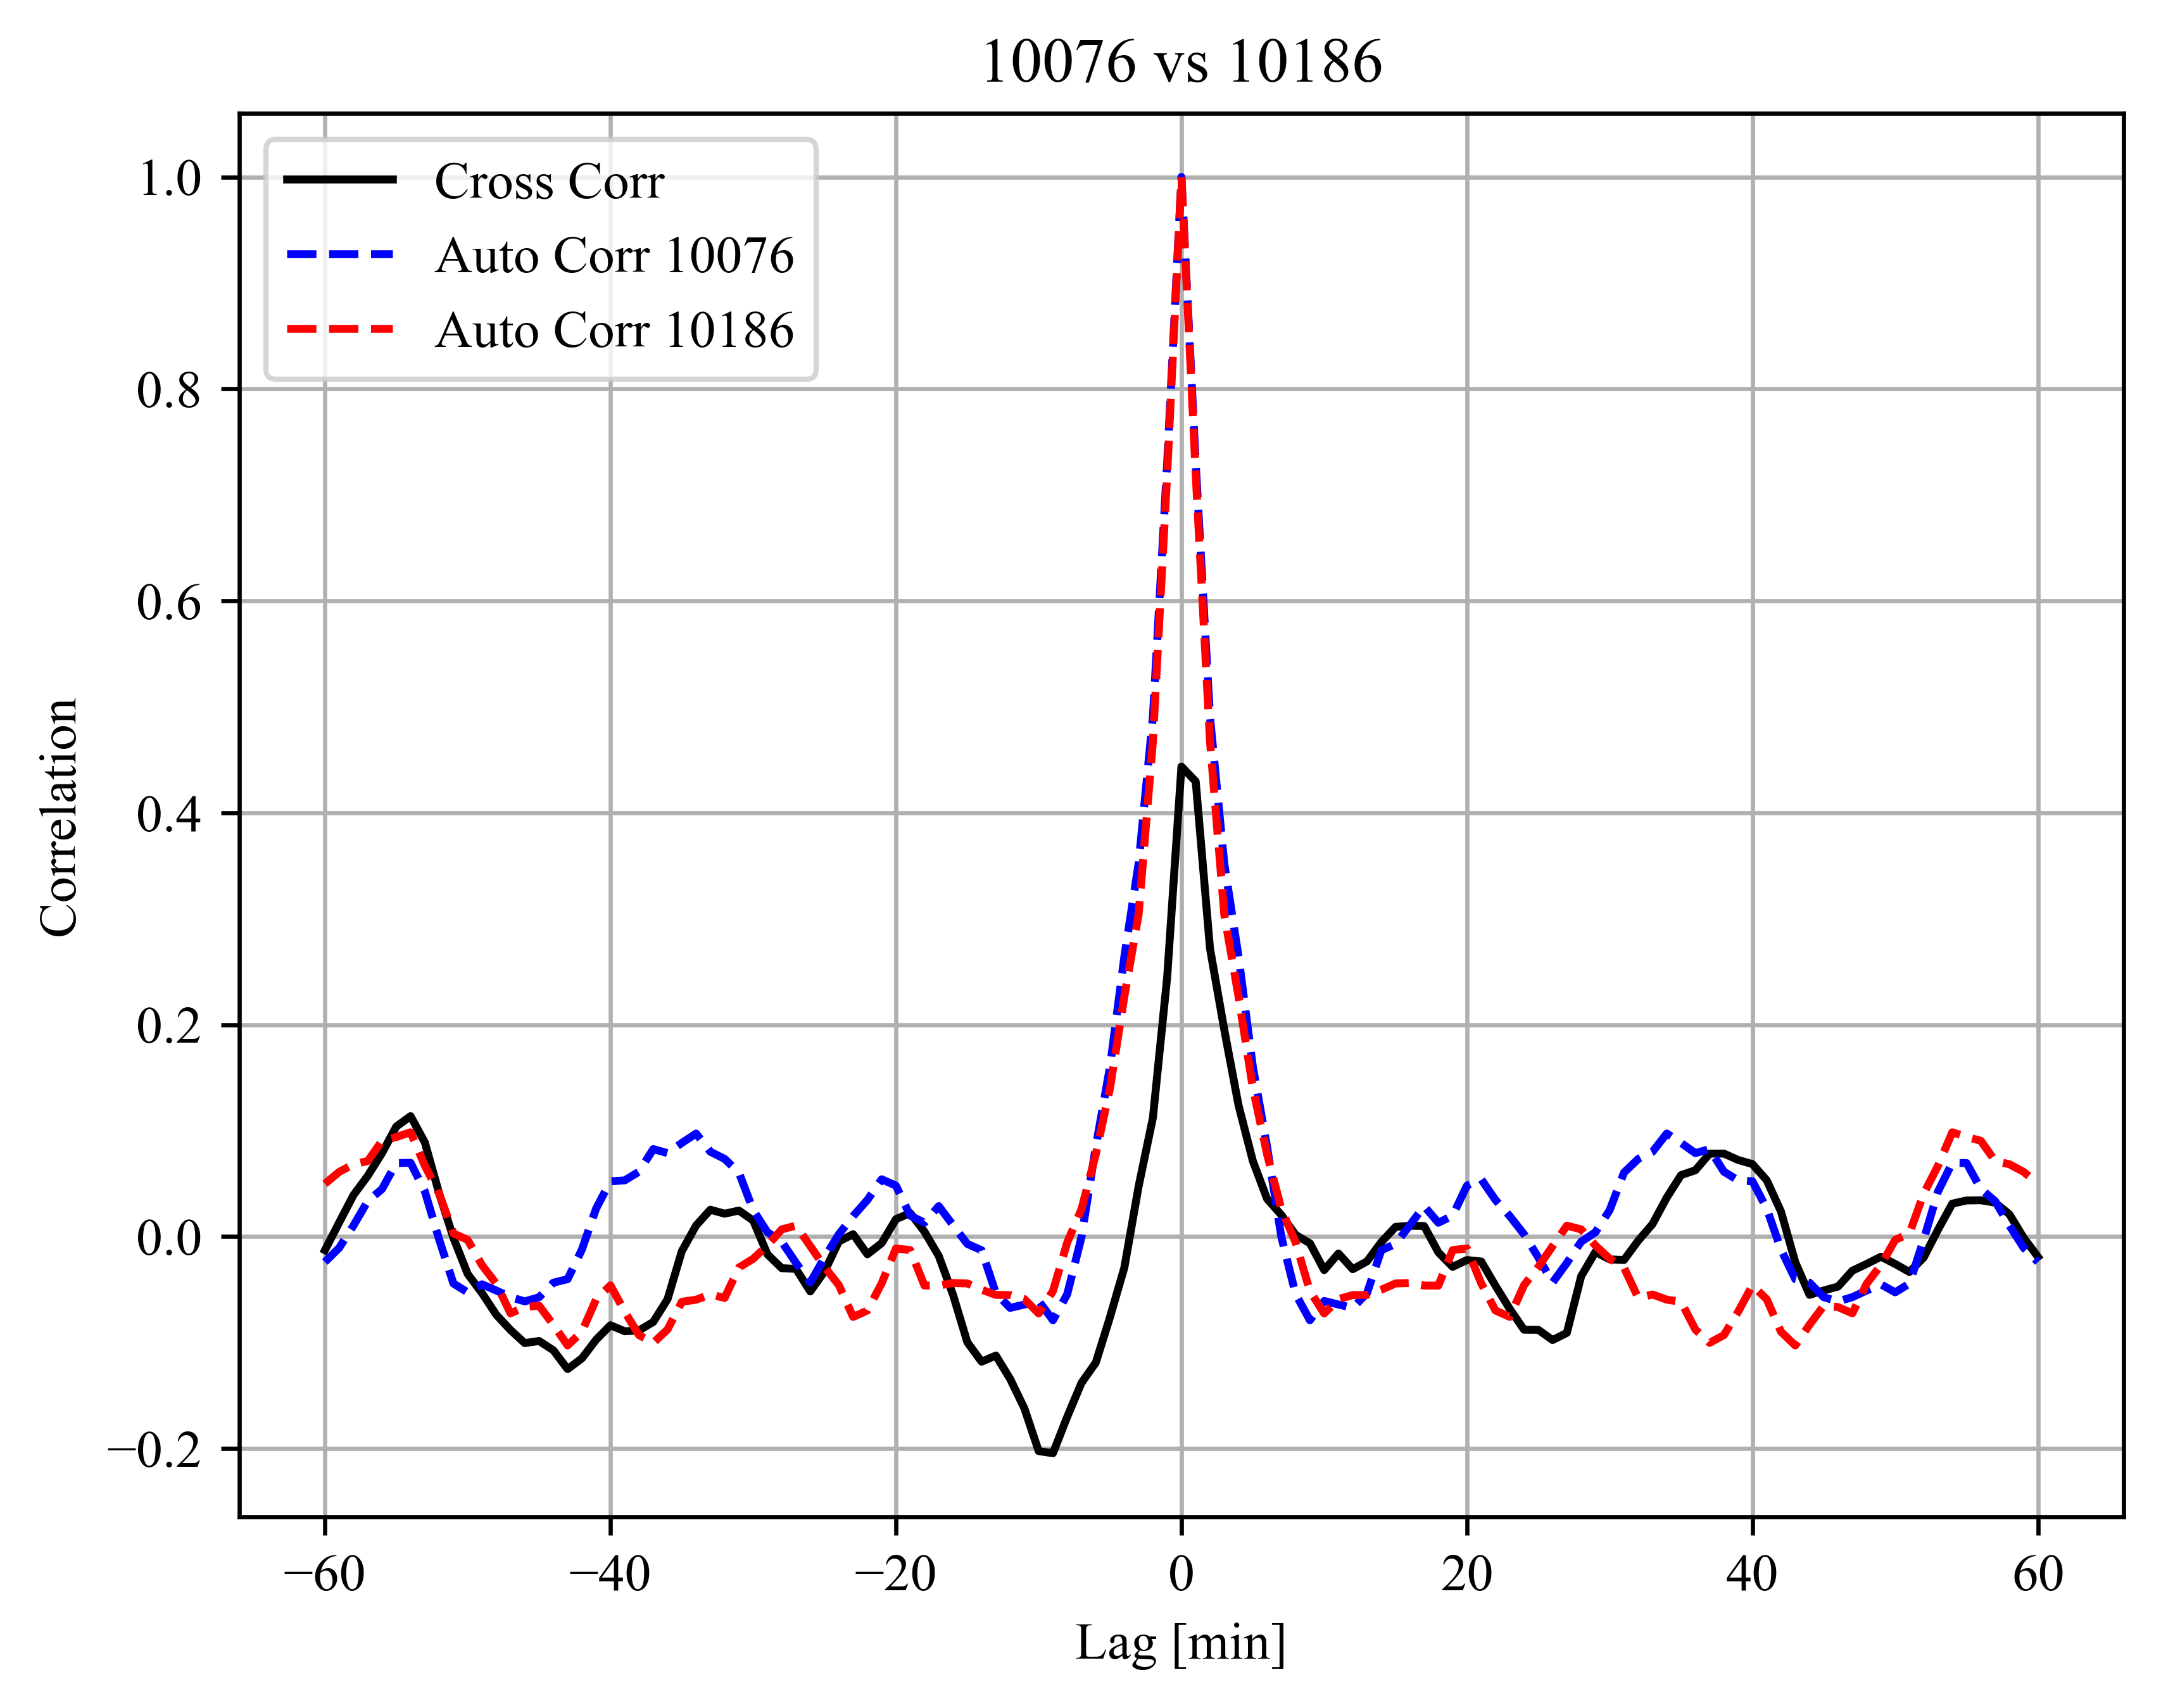 10076 vs 10186
Cross Corr
Auto Corr 10076
Auto Corr 10186
1.0
0.8
0.6
0.4
0.2
0.0
−0.2
Correlation
−60
−40
−20
0
20
40
60
Lag [min]